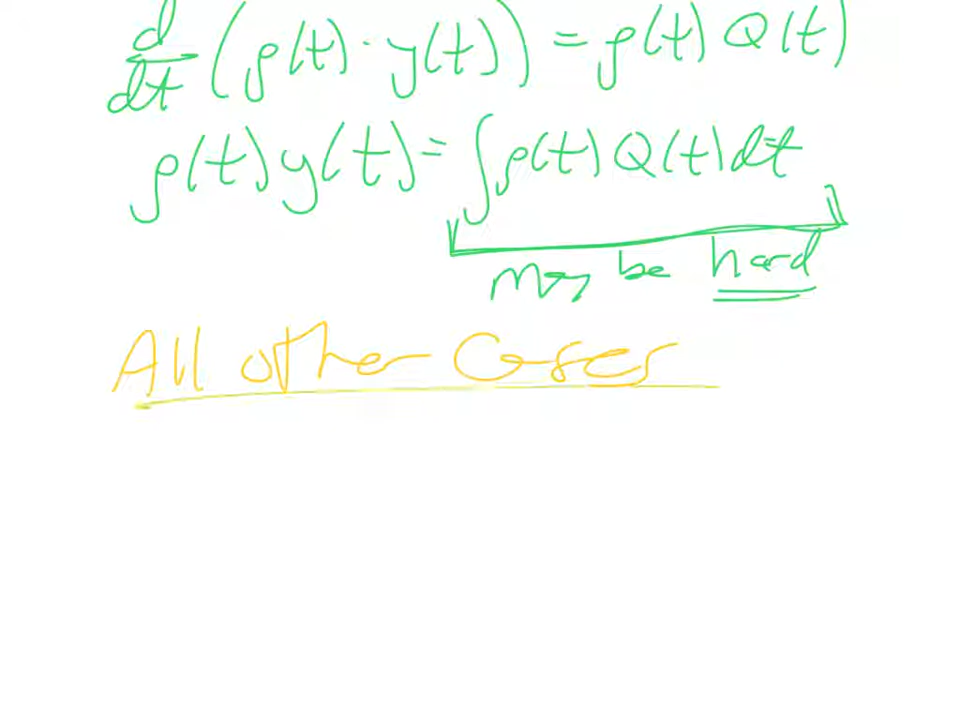 d/dt (ρ(t) · y(t)) = ρ(t) Q(t)
ρ(t) y(t) = ∫ρ(t) Q(t) dt
may be hard
All other Cases